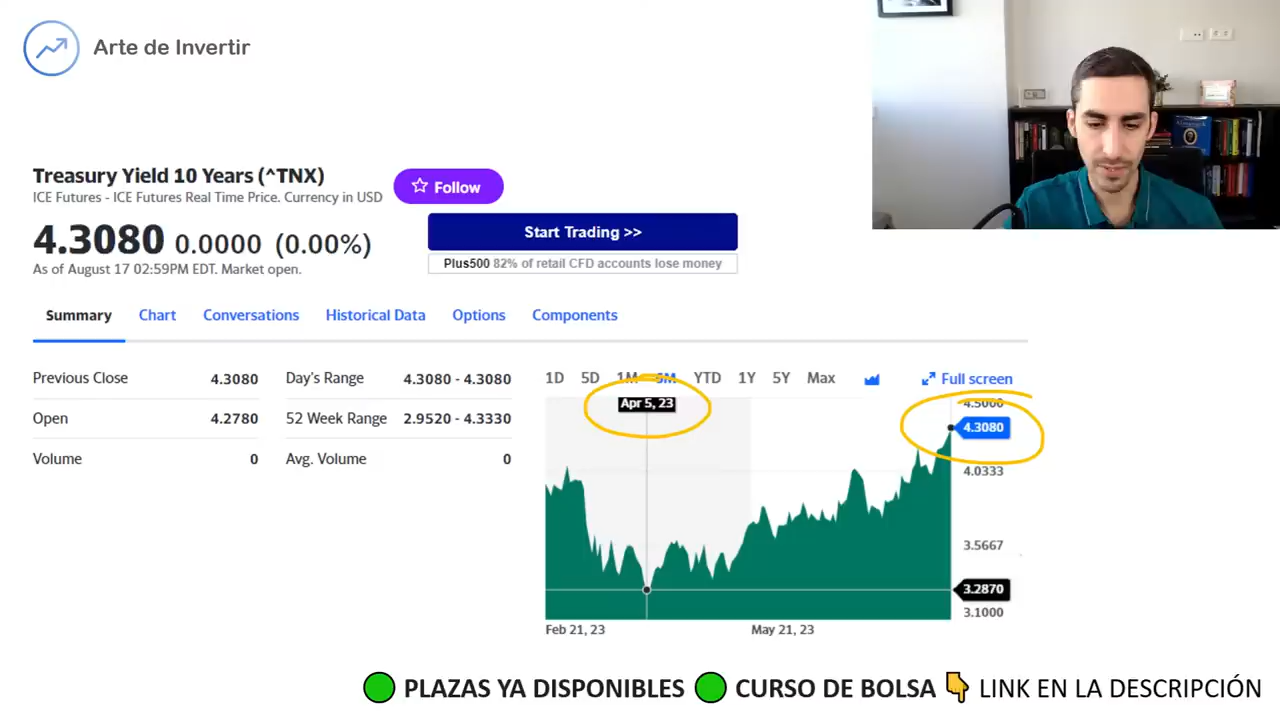 Arte de Invertir
Treasury Yield 10 Years (^TNX)
Follow
ICE Futures - ICE Futures Real Time Price. Currency in USD
4.3080 0.0000 (0.00%)
As of August 17 02:59PM EDT. Market open.
Start Trading >>
Plus500 82% of retail CFD accounts lose money
Summary Chart Conversations Historical Data Options Components
Previous Close 4.3080 Day's Range 4.3080 - 4.3080
Open 4.2780 52 Week Range 2.9520 - 4.3330
Volume 0 Avg. Volume 0
1D 5D 1M 6M YTD 1Y 5Y Max Full screen
Apr 5, 23
4.5000
4.3080
4.0333
3.5667
3.2870
3.1000
Feb 21, 23 May 21, 23
PLAZAS YA DISPONIBLES CURSO DE BOLSA LINK EN LA DESCRIPCIÓN